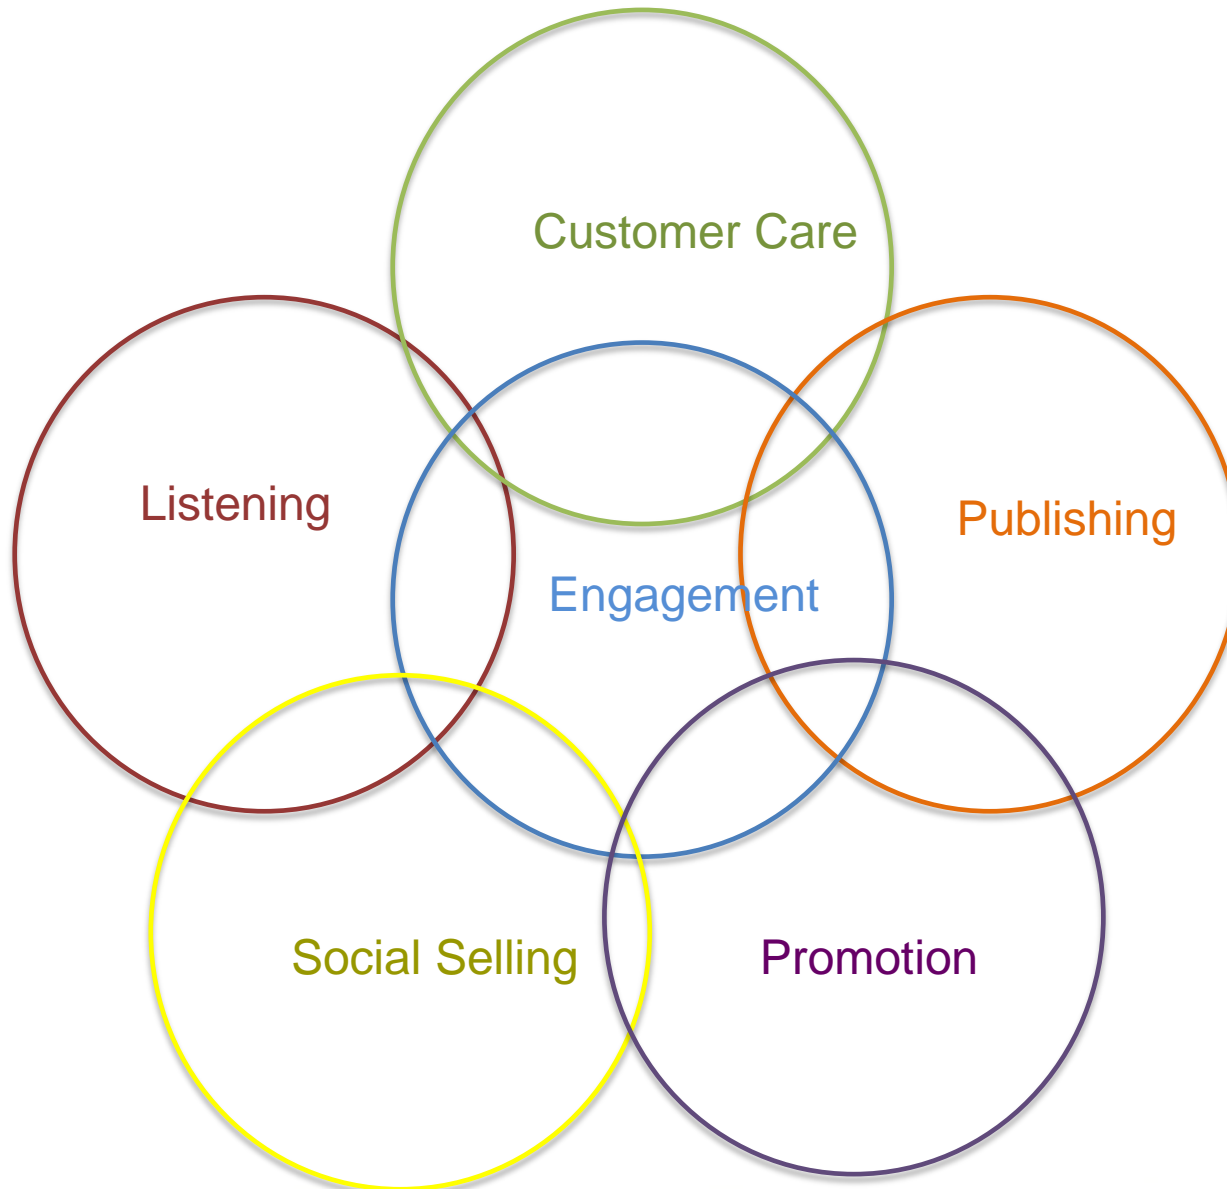 Customer Care
Listening
Publishing
Engagement
Social Selling
Promotion